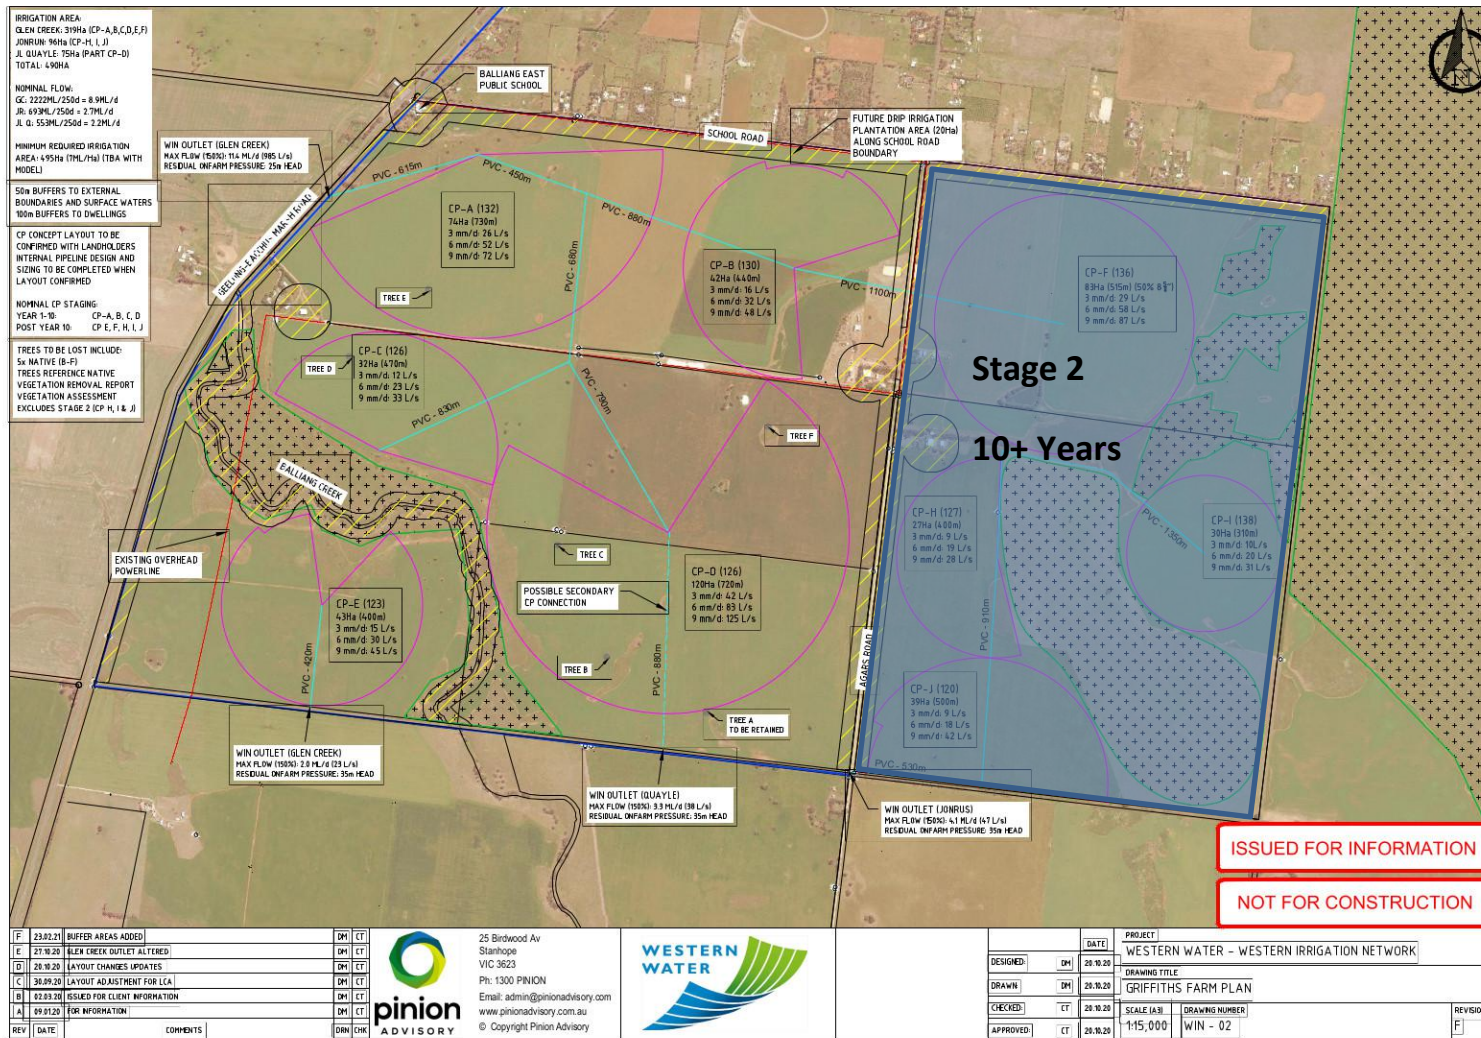 IRRIGATION AREA:
GLEN CREEK: 319Ha (CP-A,B,C,D,E,F)
JONRUN: 96Ha (CP-H, I, J)
JL QUAYLE: 75Ha (PART CP-D)
TOTAL: 490HA
NOMINAL FLOW:
GC: 2222ML/250d = 8.9ML/d
JR: 693ML/250d = 2.7ML/d
JL Q: 553ML/250d = 2.2ML/d
MINIMUM REQUIRED IRRIGATION
AREA: 495Ha (7ML/Ha) (TBA WITH
MODEL)
50m BUFFERS TO EXTERNAL
BOUNDARIES AND SURFACE WATERS
100m BUFFERS TO DWELLINGS
CP CONCEPT LAYOUT TO BE
CONFIRMED WITH LANDHOLDERS
INTERNAL PIPELINE DESIGN AND
SIZING TO BE COMPLETED WHEN
LAYOUT CONFIRMED
NOMINAL CP STAGING:
YEAR 1-10: CP-A, B, C, D
POST YEAR 10: CP E, F, H, I, J
TREES TO BE LOST INCLUDE:
5x NATIVE (B-F)
TREES REFERENCE NATIVE
VEGETATION REMOVAL REPORT
VEGETATION ASSESSMENT
EXCLUDES STAGE 2 (CP H, I & J)
WIN OUTLET (GLEN CREEK)
MAX FLOW (150%): 11.4 ML/d (985 L/s)
RESIDUAL ONFARM PRESSURE: 25m HEAD
BALLIANG EAST
PUBLIC SCHOOL
SCHOOL ROAD
FUTURE DRIP IRRIGATION
PLANTATION AREA (20Ha)
ALONG SCHOOL ROAD
BOUNDARY
N
PVC - 615m
PVC - 450m
PVC - 880m
PVC - 680m
PVC - 1100m
CP-A (132)
74Ha (730m)
3 mm/d: 26 L/s
6 mm/d: 52 L/s
9 mm/d: 72 L/s
CP-B (130)
42Ha (440m)
3 mm/d: 16 L/s
6 mm/d: 32 L/s
9 mm/d: 48 L/s
CP-F (136)
83Ha (515m)
3 mm/d: 29 L/s
6 mm/d: 58 L/s
9 mm/d: 87 L/s
TREE E
TREE D
CP-C (126)
32Ha (470m)
3 mm/d: 12 L/s
6 mm/d: 23 L/s
9 mm/d: 33 L/s
PVC - 830m
PVC - 790m
TREE F
Stage 2
10+ Years
BALLIANG CREEK
EXISTING OVERHEAD
POWERLINE
CP-H (127)
27Ha (400m)
3 mm/d: 9 L/s
6 mm/d: 19 L/s
9 mm/d: 28 L/s
PVC - 1350m
CP-I (138)
30Ha (310m)
3 mm/d: 10L/s
6 mm/d: 20 L/s
9 mm/d: 31 L/s
TREE C
POSSIBLE SECONDARY
CP CONNECTION
CP-D (126)
120Ha (720m)
3 mm/d: 42 L/s
6 mm/d: 83 L/s
9 mm/d: 125 L/s
CP-E (123)
43Ha (400m)
3 mm/d: 15 L/s
6 mm/d: 30 L/s
9 mm/d: 45 L/s
PVC - 420m
TREE B
PVC - 880m
AGARS ROAD
PVC - 910m
CP-J (120)
39Ha (500m)
3 mm/d: 9 L/s
6 mm/d: 18 L/s
9 mm/d: 42 L/s
PVC - 530m
TREE A
TO BE RETAINED
WIN OUTLET (GLEN CREEK)
MAX FLOW (150%): 2.0 ML/d (23 L/s)
RESIDUAL ONFARM PRESSURE: 35m HEAD
WIN OUTLET (QUAYLE)
MAX FLOW (150%): 3.3 ML/d (38 L/s)
RESIDUAL ONFARM PRESSURE: 35m HEAD
WIN OUTLET (JONRUS)
MAX FLOW (150%): 4.1 ML/d (47 L/s)
RESIDUAL ONFARM PRESSURE: 35m HEAD
ISSUED FOR INFORMATION
NOT FOR CONSTRUCTION
F 23.02.21 BUFFER AREAS ADDED DM CT
E 27.10.20 GLEN CREEK OUTLET ALTERED DM CT
D 20.10.20 LAYOUT CHANGES UPDATES DM CT
C 30.09.20 LAYOUT ADJUSTMENT FOR LCA DM CT
B 02.03.20 ISSUED FOR CLIENT INFORMATION DM CT
A 09.01.20 FOR INFORMATION DM CT
REV DATE COMMENTS DRN CHK
pinion
ADVISORY
25 Birdwood Av
Stanhope
VIC 3623
Ph: 1300 PINION
Email: admin@pinionadvisory.com
www.pinionadvisory.com.au
© Copyright Pinion Advisory
WESTERN
WATER
DATE
DESIGNED: DM 20.10.20
DRAWN: DM 20.10.20
CHECKED: CT 20.10.20
APPROVED: CT 20.10.20
PROJECT
WESTERN WATER - WESTERN IRRIGATION NETWORK
DRAWING TITLE
GRIFFITHS FARM PLAN
SCALE (A3)
1:15,000
DRAWING NUMBER
WIN - 02
F